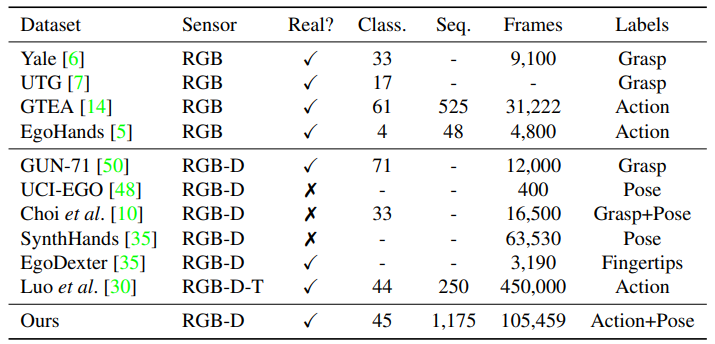 Dataset Sensor Real? Class. Seq. Frames Labels
Yale [6] RGB ✓ 33 - 9,100 Grasp
UTG [7] RGB ✓ 17 - - Grasp
GTEA [14] RGB ✓ 61 525 31,222 Action
EgoHands [5] RGB ✓ 4 48 4,800 Action
GUN-71 [50] RGB-D ✓ 71 - 12,000 Grasp
UCI-EGO [48] RGB-D ✗ - - 400 Pose
Choi et al. [10] RGB-D ✗ 33 - 16,500 Grasp+Pose
SynthHands [35] RGB-D ✗ - - 63,530 Pose
EgoDexter [35] RGB-D ✓ - - 3,190 Fingertips
Luo et al. [30] RGB-D-T ✓ 44 250 450,000 Action
Ours RGB-D ✓ 45 1,175 105,459 Action+Pose